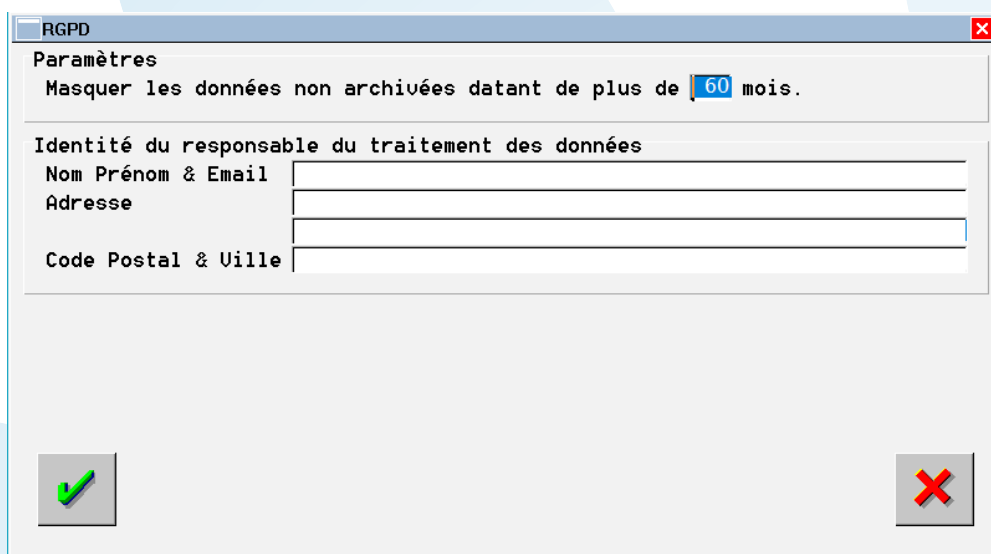 RGPD
Paramètres
Masquer les données non archivées datant de plus de 60 mois.
Identité du responsable du traitement des données
Nom Prénom & Email
Adresse
Code Postal & Ville